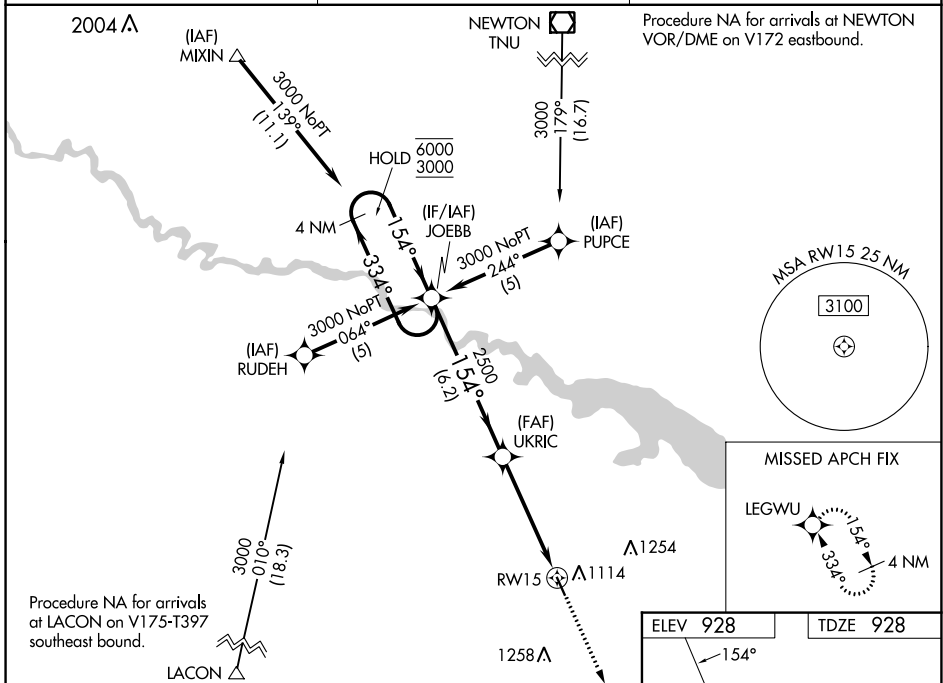 2004
(IAF)
MIXIN
3000 NoPT
139°
(11.1)
NEWTON
TNU
3000
179°
(16.7)
Procedure NA for arrivals at NEWTON
VOR/DME on V172 eastbound.
HOLD 6000
3000
4 NM
154°
334°
(IF/IAF)
JOEBB
3000 NoPT
244°
(5)
(IAF)
PUPCE
3000 NoPT
064°
(5)
(IAF)
RUDEH
2500
154°
(6.2)
(FAF)
UKRIC
MSA RW15 25 NM
3100
MISSED APCH FIX
LEGWU
154°
334°
4 NM
3000
010°
(18.3)
Procedure NA for arrivals
at LACON on V175-T397
southeast bound.
LACON
1254
RW15
1114
1258
ELEV 928
TDZE 928
154°